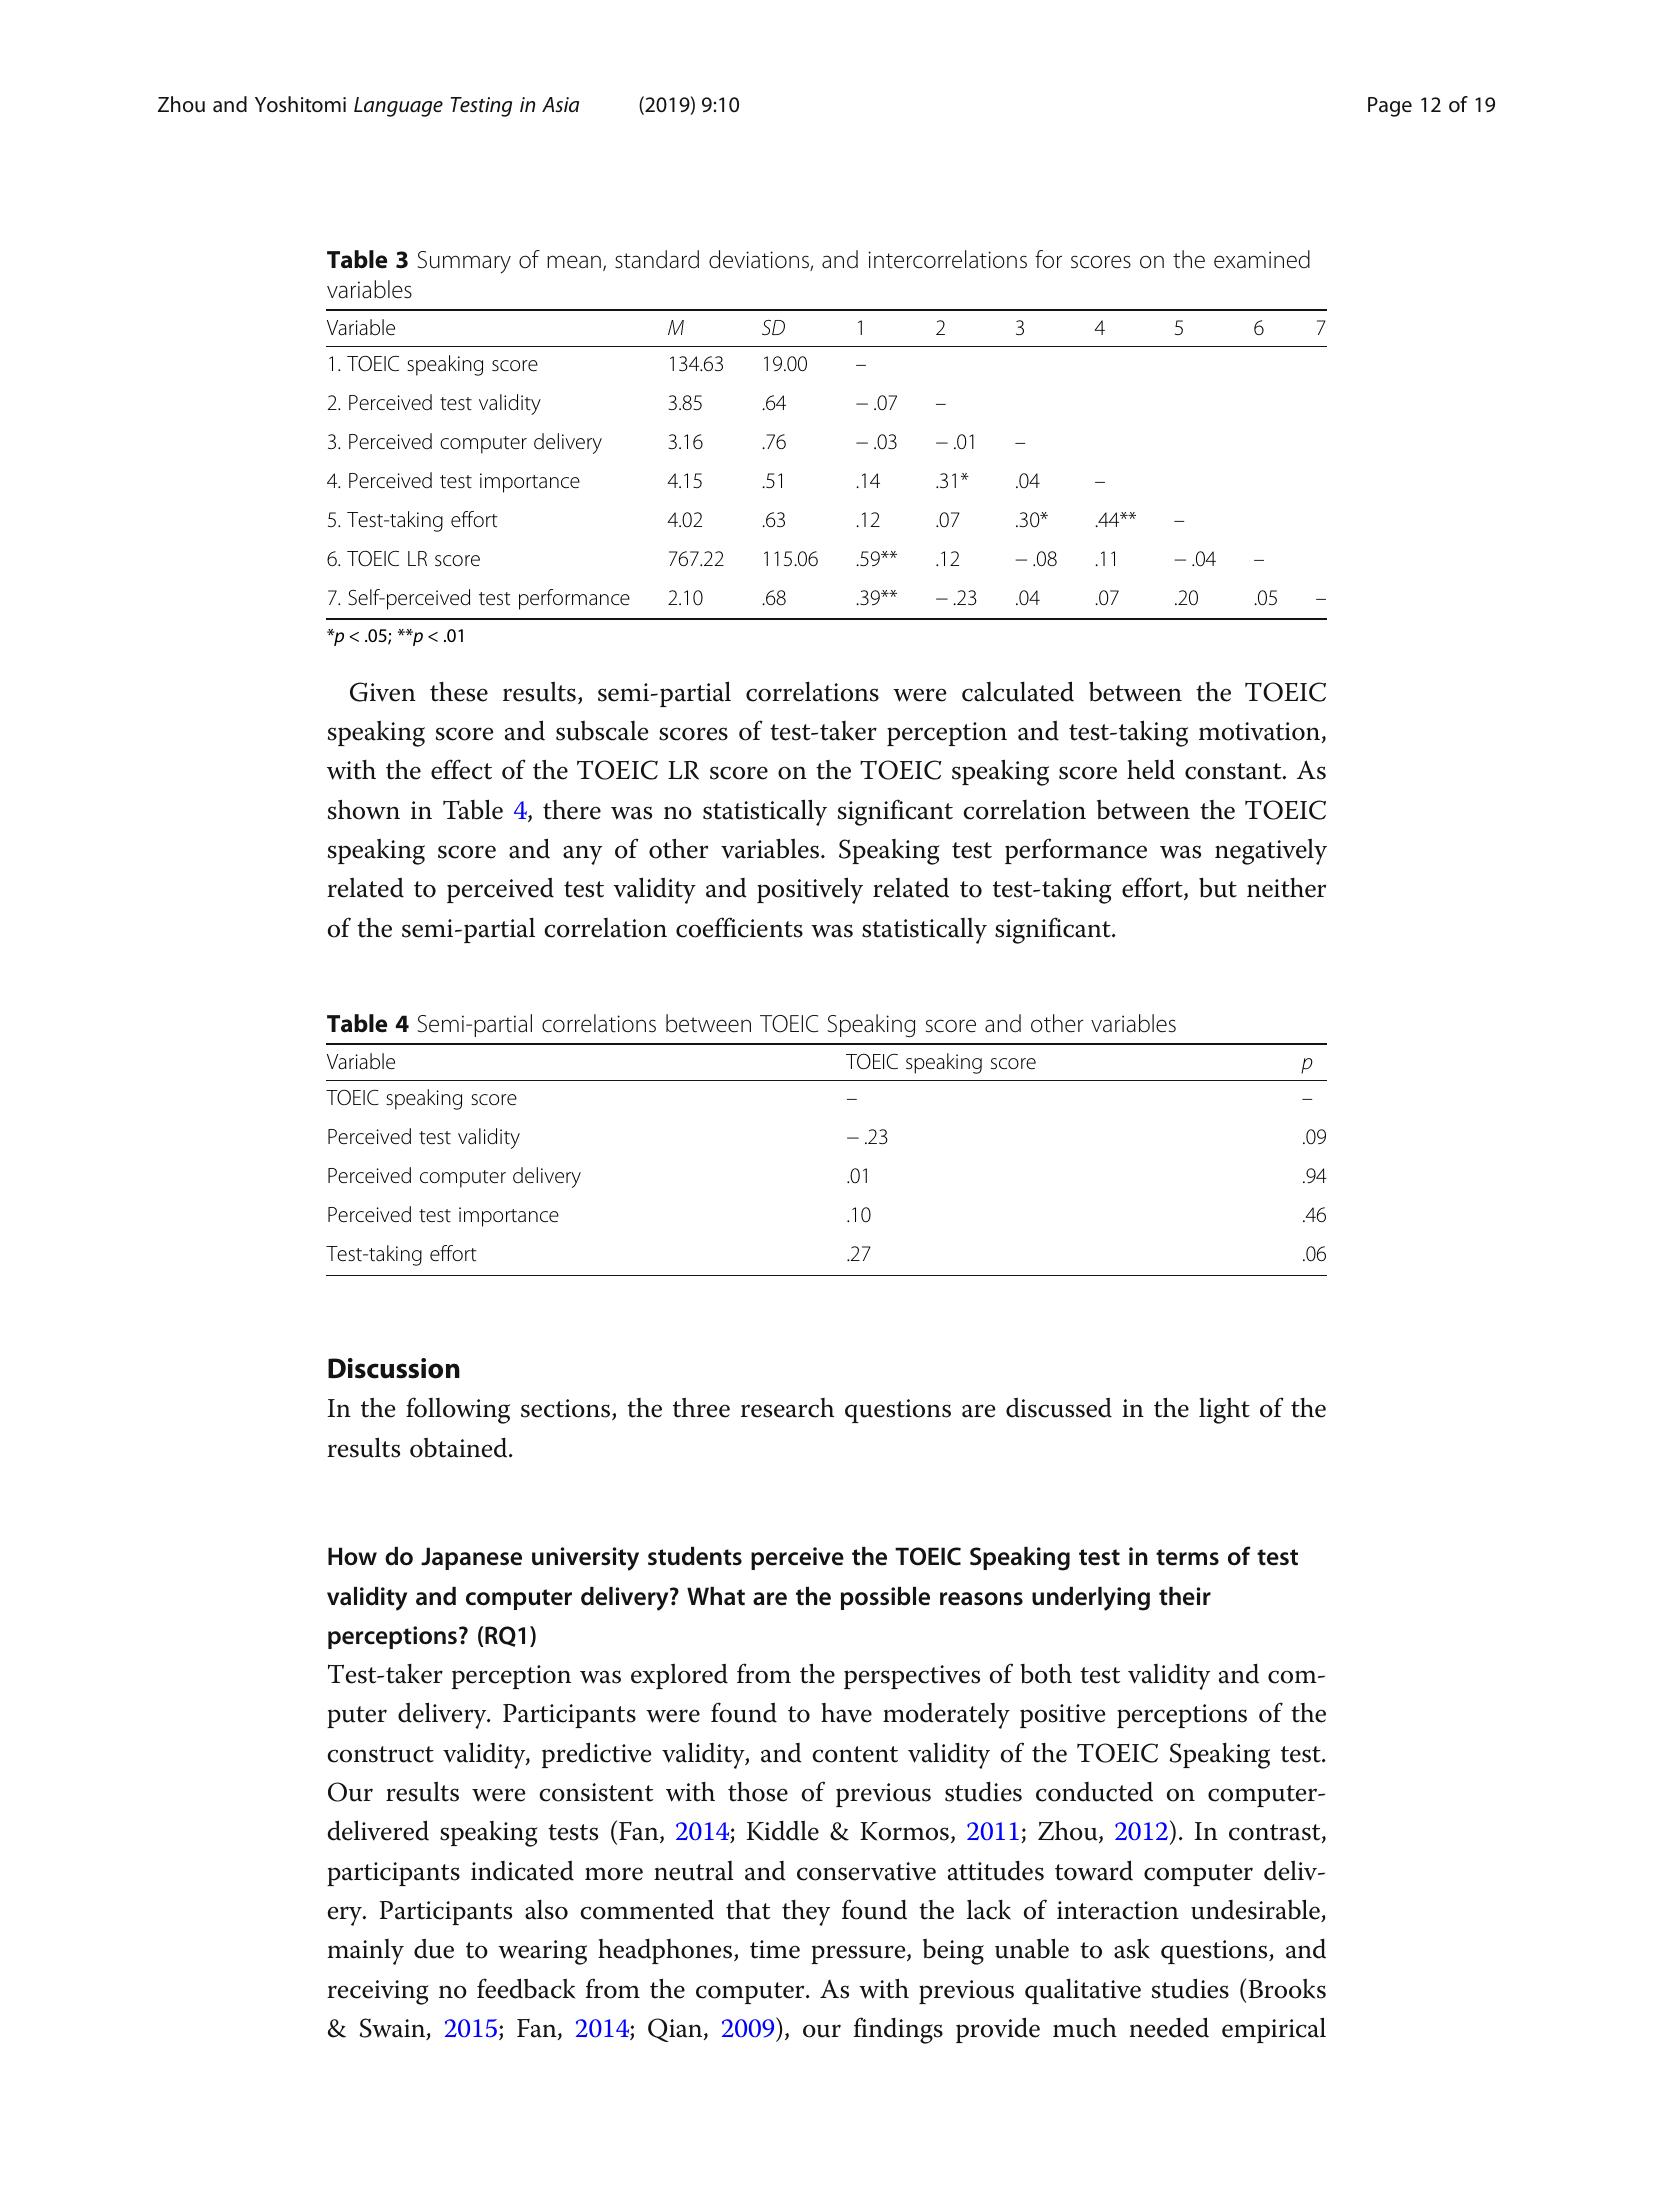 Zhou and Yoshitomi Language Testing in Asia (2019) 9:10 Page 12 of 19
Table 3 Summary of mean, standard deviations, and intercorrelations for scores on the examined
variables
Variable M SD 1 2 3 4 5 6 7
1. TOEIC speaking score 134.63 19.00 –
2. Perceived test validity 3.85 .64 − .07 –
3. Perceived computer delivery 3.16 .76 − .03 − .01 –
4. Perceived test importance 4.15 .51 .14 .31* .04 –
5. Test-taking effort 4.02 .63 .12 .07 .30* .44** –
6. TOEIC LR score 767.22 115.06 .59** .12 − .08 .11 − .04 –
7. Self-perceived test performance 2.10 .68 .39** − .23 .04 .07 .20 .05 –
*p < .05; **p < .01
Given these results, semi-partial correlations were calculated between the TOEIC
speaking score and subscale scores of test-taker perception and test-taking motivation,
with the effect of the TOEIC LR score on the TOEIC speaking score held constant. As
shown in Table 4, there was no statistically significant correlation between the TOEIC
speaking score and any of other variables. Speaking test performance was negatively
related to perceived test validity and positively related to test-taking effort, but neither
of the semi-partial correlation coefficients was statistically significant.
Table 4 Semi-partial correlations between TOEIC Speaking score and other variables
Variable TOEIC speaking score p
TOEIC speaking score – –
Perceived test validity − .23 .09
Perceived computer delivery .01 .94
Perceived test importance .10 .46
Test-taking effort .27 .06
Discussion
In the following sections, the three research questions are discussed in the light of the
results obtained.
How do Japanese university students perceive the TOEIC Speaking test in terms of test
validity and computer delivery? What are the possible reasons underlying their
perceptions? (RQ1)
Test-taker perception was explored from the perspectives of both test validity and com-
puter delivery. Participants were found to have moderately positive perceptions of the
construct validity, predictive validity, and content validity of the TOEIC Speaking test.
Our results were consistent with those of previous studies conducted on computer-
delivered speaking tests (Fan, 2014; Kiddle & Kormos, 2011; Zhou, 2012). In contrast,
participants indicated more neutral and conservative attitudes toward computer deliv-
ery. Participants also commented that they found the lack of interaction undesirable,
mainly due to wearing headphones, time pressure, being unable to ask questions, and
receiving no feedback from the computer. As with previous qualitative studies (Brooks
& Swain, 2015; Fan, 2014; Qian, 2009), our findings provide much needed empirical